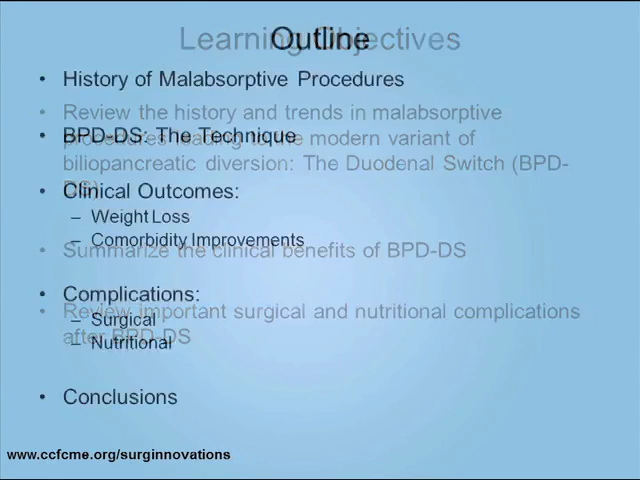 Learning Objectives
Outline
• History of Malabsorptive Procedures
• Review the history and trends in malabsorptive
procedures leading to the modern variant of
biliopancreatic diversion: The Duodenal Switch (BPD-
DS)
• BPD-DS: The Technique
• Clinical Outcomes:
– Weight Loss
– Comorbidity Improvements
• Summarize the clinical benefits of BPD-DS
• Complications:
– Surgical
– Nutritional
• Review important surgical and nutritional complications
after BPD-DS
• Conclusions
www.ccfcme.org/surginnovations